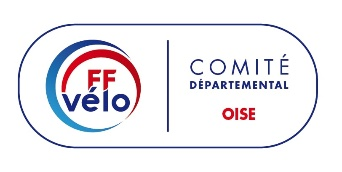 FF
vélo
COMITÉ
DÉPARTEMENTAL
OISE